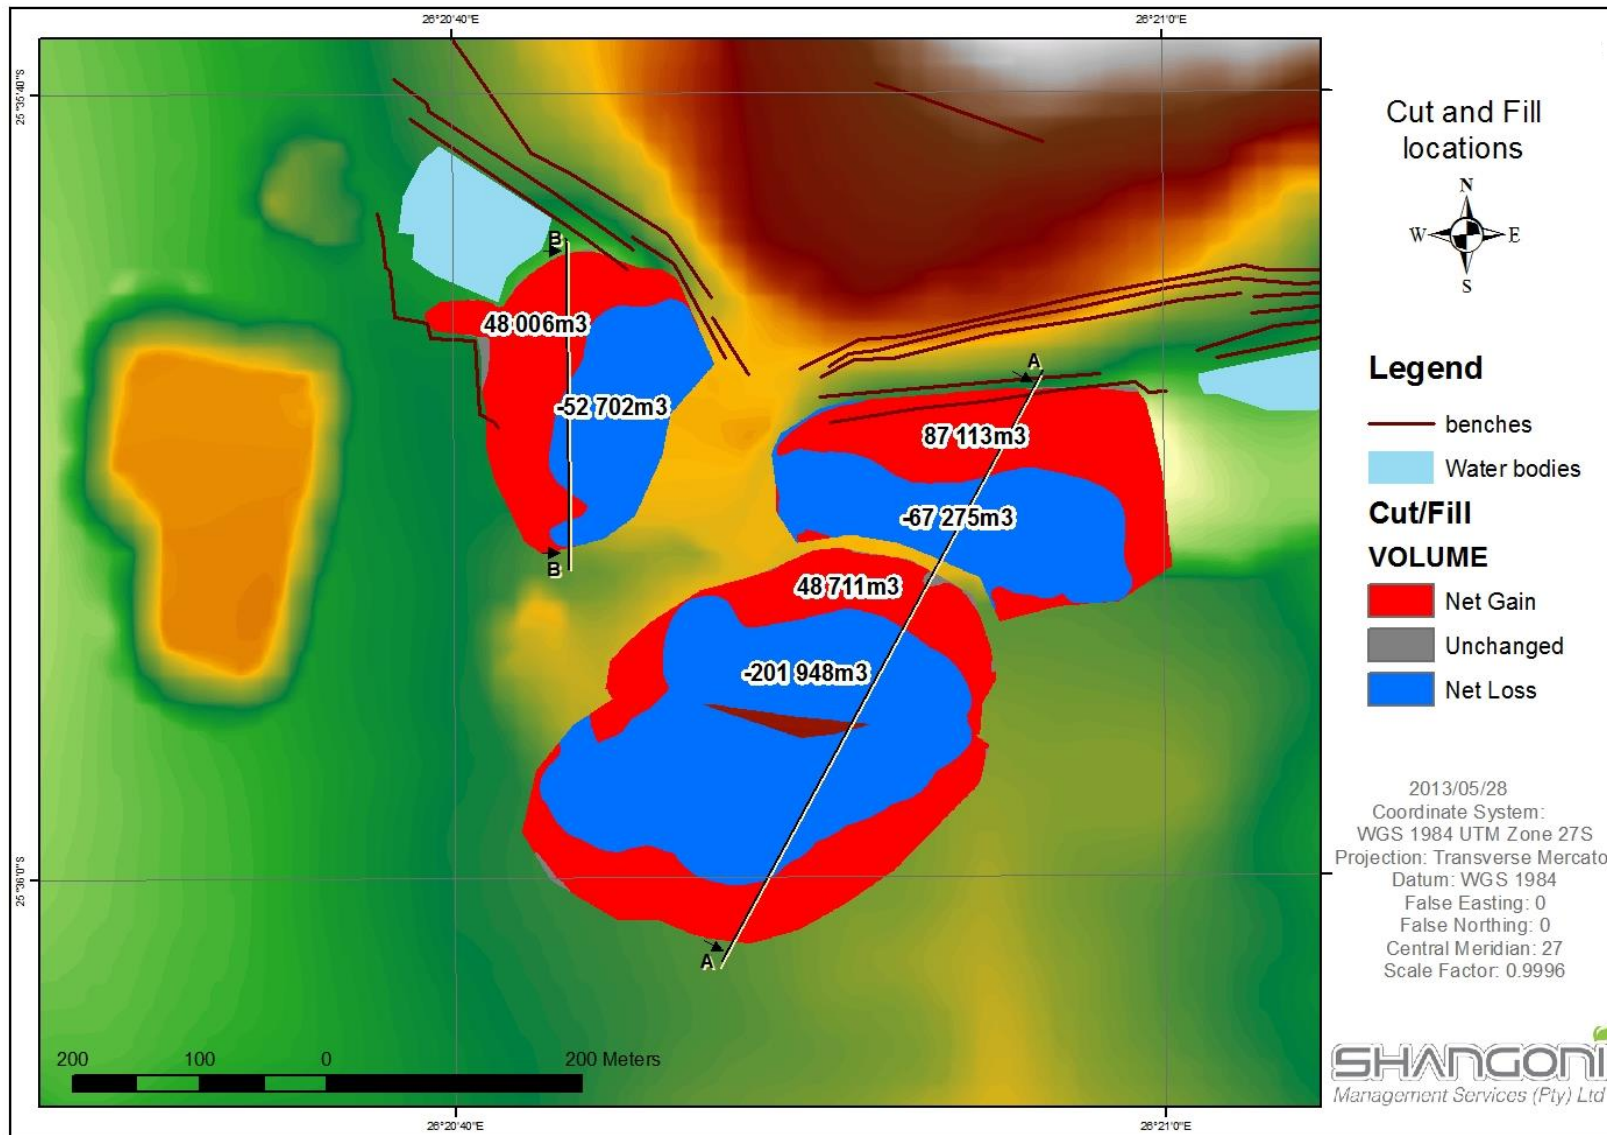 26°20'40"E
26°21'0"E
25°35'40"S
Cut and Fill
locations
N
W E
S
B
48 006m3
-52 702m3
B
A
87 113m3
-67 275m3
48 711m3
-201 948m3
A
Legend
benches
Water bodies
Cut/Fill
VOLUME
Net Gain
Unchanged
Net Loss
2013/05/28
Coordinate System:
WGS 1984 UTM Zone 27S
Projection: Transverse Mercato
Datum: WGS 1984
False Easting: 0
False Northing: 0
Central Meridian: 27
Scale Factor: 0.9996
25°36'0"S
200 100 0 200 Meters
SHANGONI
Management Services (Pty) Ltd
26°20'40"E
26°21'0"E